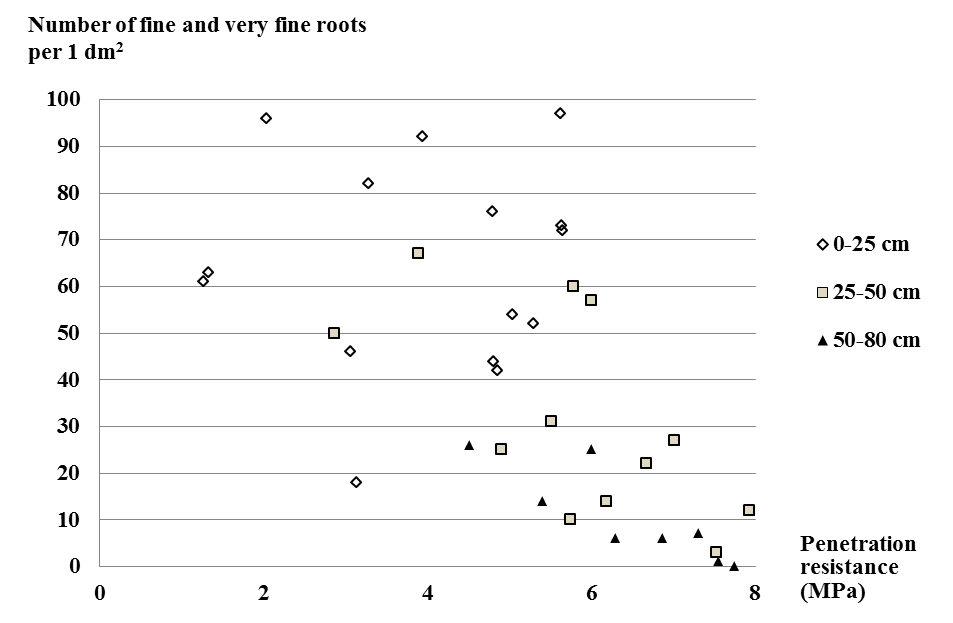 Number of fine and very fine roots
per 1 dm²
100
90
80
70
60
50
40
30
20
10
0
0 2 4 6 8
0-25 cm
25-50 cm
50-80 cm
Penetration
resistance
(MPa)